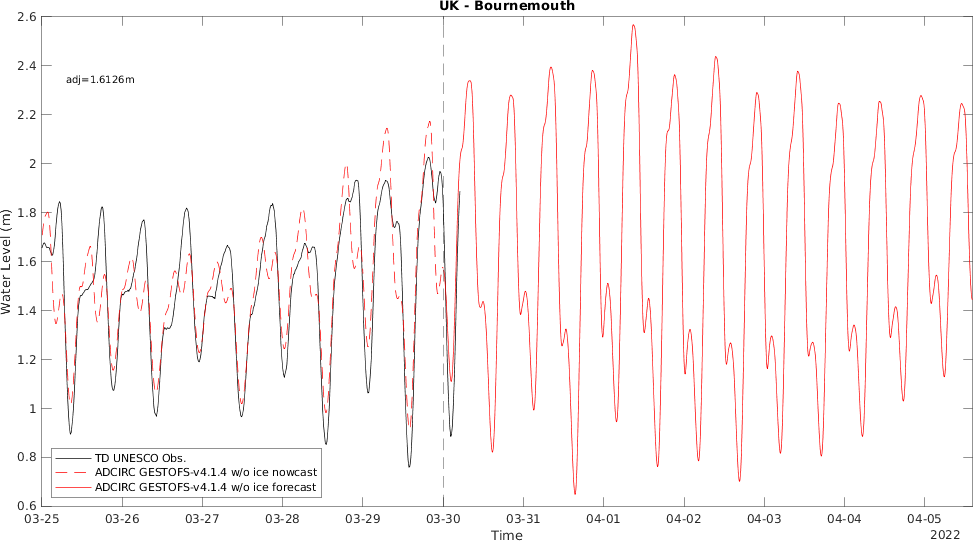 UK - Bournemouth
2.6
2.4
2.2
2
1.8
1.6
1.4
1.2
1
0.8
0.6
Water Level (m)
adj=1.6126m
TD UNESCO Obs.
ADCIRC GESTOFS-v4.1.4 w/o ice nowcast
ADCIRC GESTOFS-v4.1.4 w/o ice forecast
03-25 03-26 03-27 03-28 03-29 03-30 03-31 04-01 04-02 04-03 04-04 04-05
Time
2022